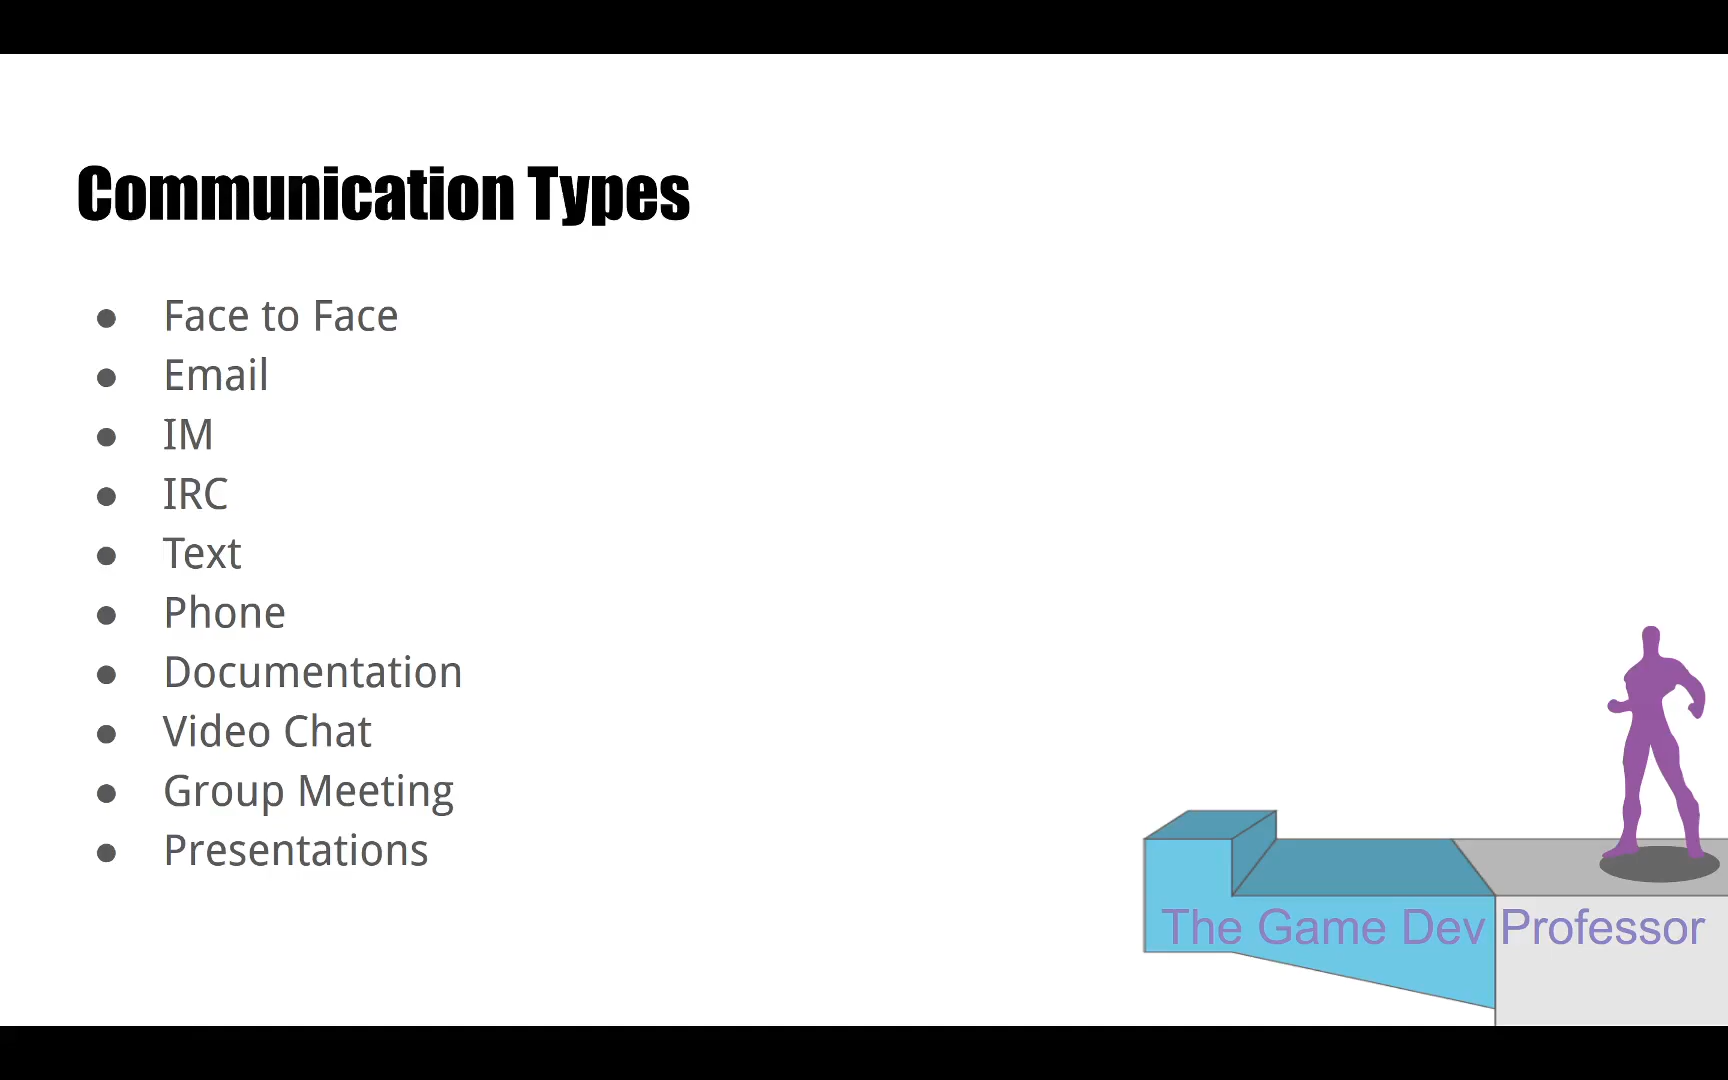 Communication Types
● Face to Face
● Email
● IM
● IRC
● Text
● Phone
● Documentation
● Video Chat
● Group Meeting
● Presentations
The Game Dev Professor